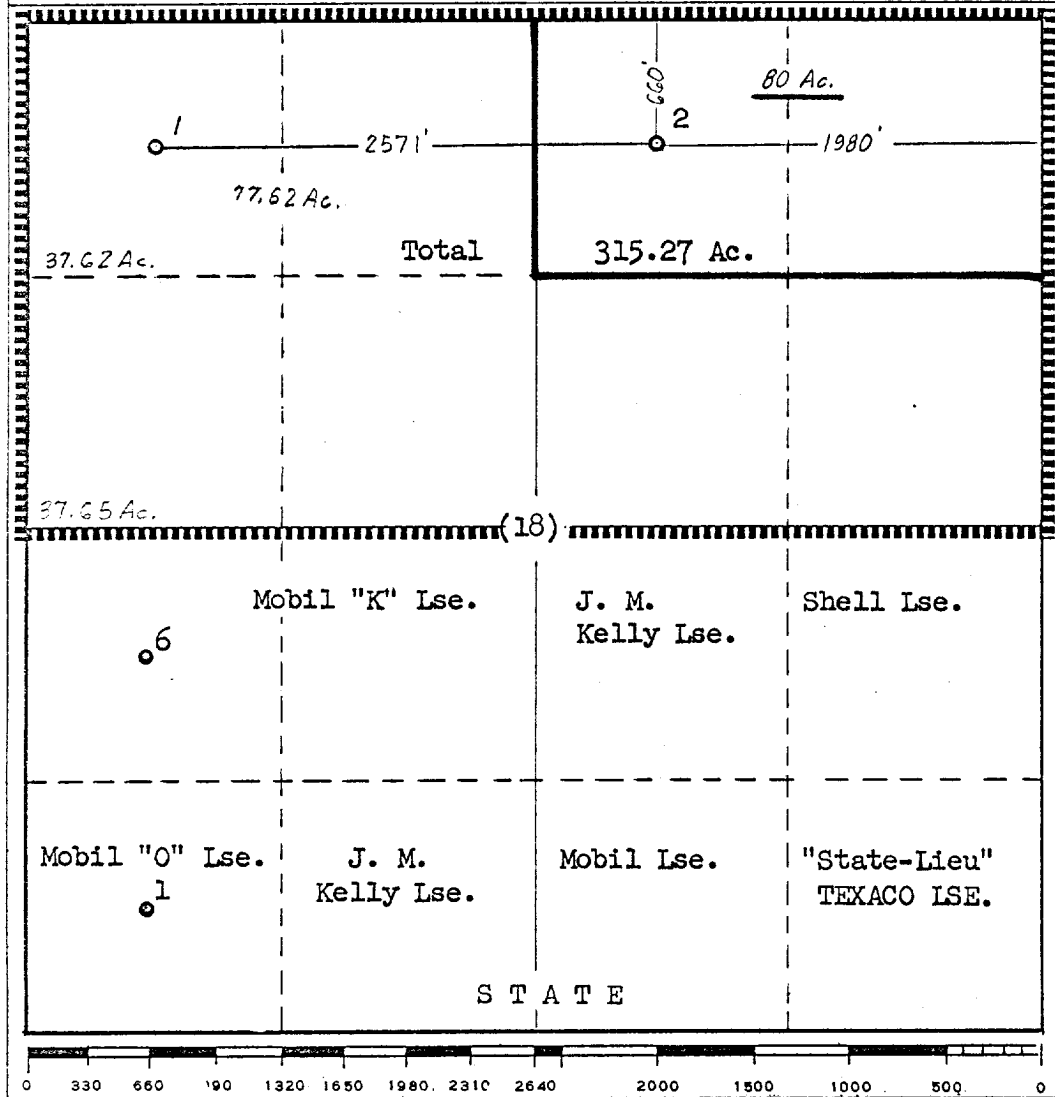 80 Ac.
660'
1
2
2571'
1980'
77.62 Ac.
Total 315.27 Ac.
37.62 Ac.
37.65 Ac.
(18)
Mobil "K" Lse.
J. M.
Kelly Lse.
Shell Lse.
6
Mobil "O" Lse.
1
J. M.
Kelly Lse.
Mobil Lse.
"State-Lieu"
TEXACO LSE.
STATE
0 330 660 990 1320 1650 1980 2310 2640 2000 1500 1000 500 0